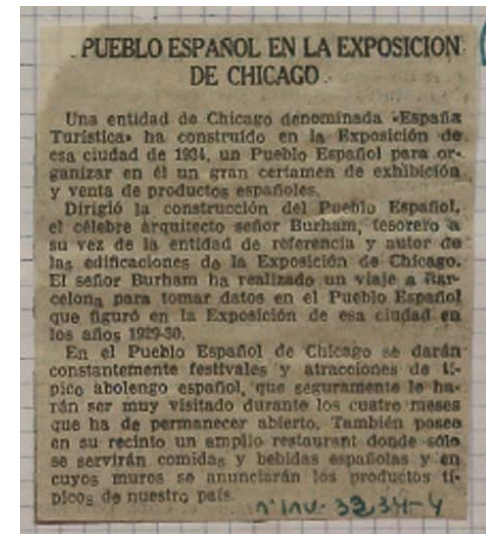 PUEBLO ESPAÑOL EN LA EXPOSICION
DE CHICAGO
Una entidad de Chicago denominada «España
Turística» ha construído en la Exposición de
esa ciudad de 1934, un Pueblo Español para or-
ganizar en él un gran certamen de exhibición
y venta de productos españoles.
Dirigió la construcción del Pueblo Español,
el célebre arquitecto señor Burham, tesorero a
su vez de la entidad de referencia y autor de
las edificaciones de la Exposición de Chicago.
El señor Burham ha realizado un viaje a Bar-
celona para tomar datos en el Pueblo Español
que figuró en la Exposición de esa ciudad en
los años 1929-30.
En el Pueblo Español de Chicago se darán
constantemente festivales y atracciones de tí-
pico abolengo español, que seguramente le ha-
rán ser muy visitado durante los cuatro meses
que ha de permanecer abierto. También posee
en su recinto un amplio restaurant donde sólo
se servirán comidas y bebidas españolas y en
cuyos muros se anunciarán los productos tí-
picos de nuestro país.
nº inv. 3234-4